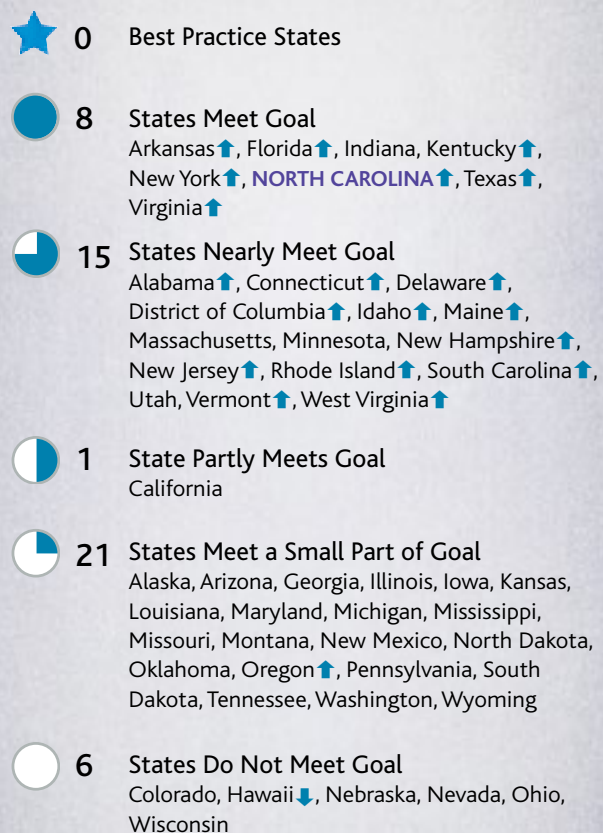 0 Best Practice States
8 States Meet Goal
Arkansas⬆, Florida⬆, Indiana, Kentucky⬆,
New York⬆, NORTH CAROLINA⬆, Texas⬆,
Virginia⬆
15 States Nearly Meet Goal
Alabama⬆, Connecticut⬆, Delaware⬆,
District of Columbia⬆, Idaho⬆, Maine⬆,
Massachusetts, Minnesota, New Hampshire⬆,
New Jersey⬆, Rhode Island⬆, South Carolina⬆,
Utah, Vermont⬆, West Virginia⬆
1 State Partly Meets Goal
California
21 States Meet a Small Part of Goal
Alaska, Arizona, Georgia, Illinois, Iowa, Kansas,
Louisiana, Maryland, Michigan, Mississippi,
Missouri, Montana, New Mexico, North Dakota,
Oklahoma, Oregon⬆, Pennsylvania, South
Dakota, Tennessee, Washington, Wyoming
6 States Do Not Meet Goal
Colorado, Hawaii⬇, Nebraska, Nevada, Ohio,
Wisconsin